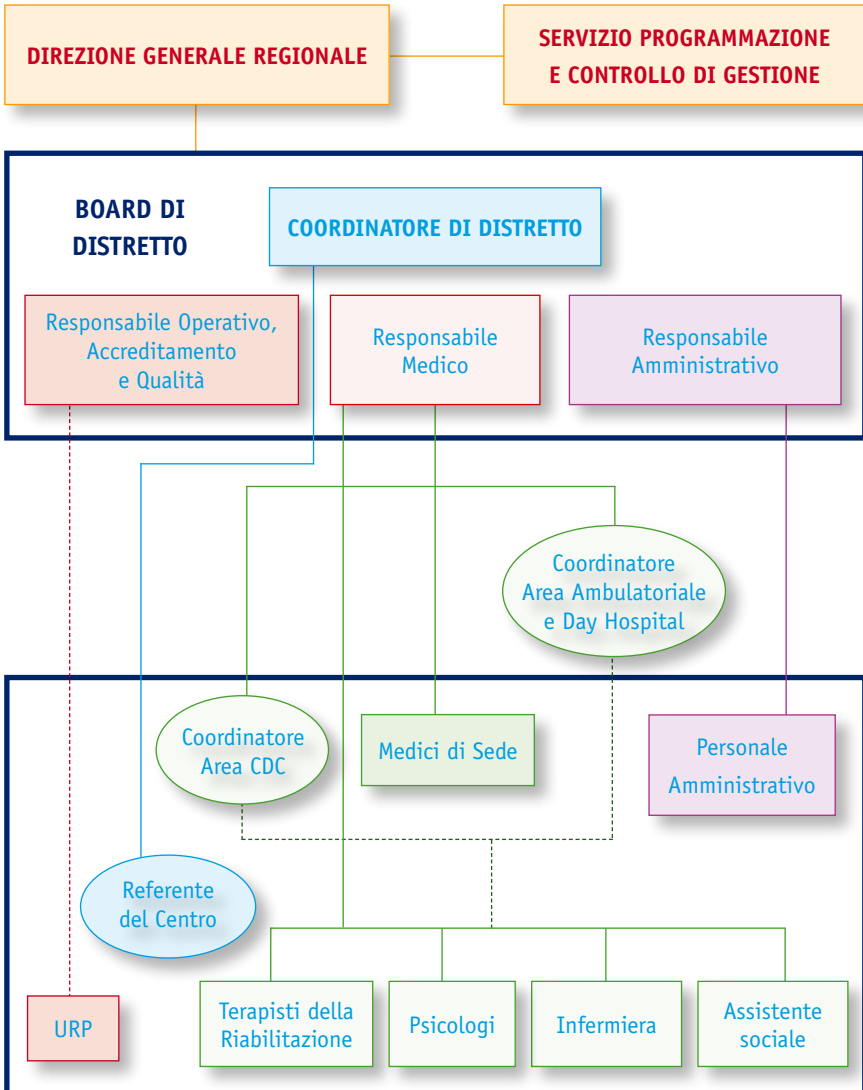 DIREZIONE GENERALE REGIONALE
SERVIZIO PROGRAMMAZIONE
E CONTROLLO DI GESTIONE
BOARD DI
DISTRETTO
COORDINATORE DI DISTRETTO
Responsabile Operativo,
Accreditamento
e Qualità
Responsabile
Medico
Responsabile
Amministrativo
Coordinatore
Area Ambulatoriale
e Day Hospital
Coordinatore
Area CDC
Medici di Sede
Personale
Amministrativo
Referente
del Centro
URP
Terapisti della
Riabilitazione
Psicologi
Infermiera
Assistente
sociale